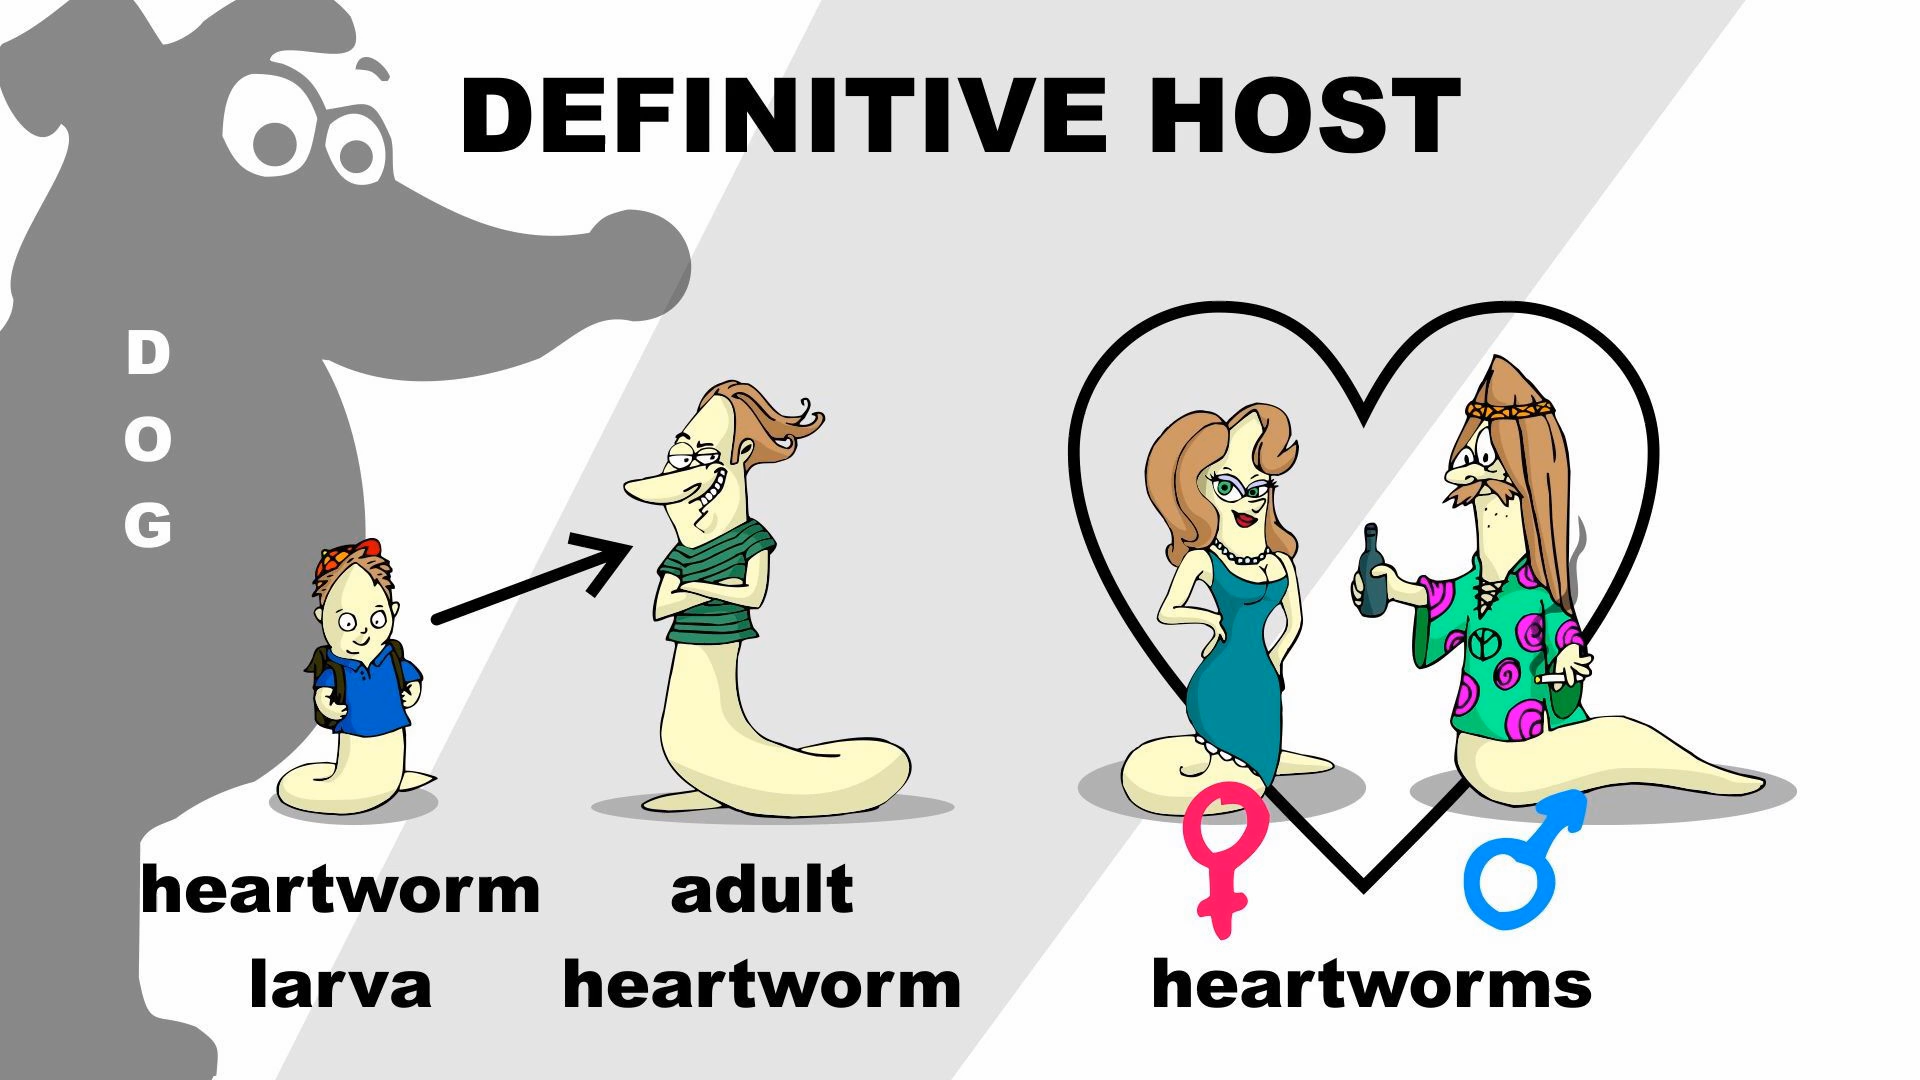 DEFINITIVE HOST
D
O
G
heartworm
larva
adult
heartworm
heartworms